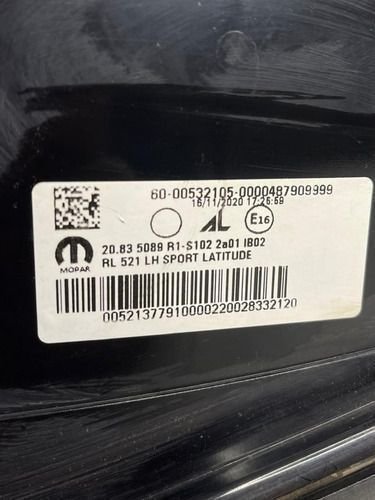 60-00532105-0000487909999
16/11/2020 17:26:59
AL
E16
20.83 5089 R1-S102 2a01 IB02
MOPAR
RL 521 LH SPORT LATITUDE
00521377910000220028332120